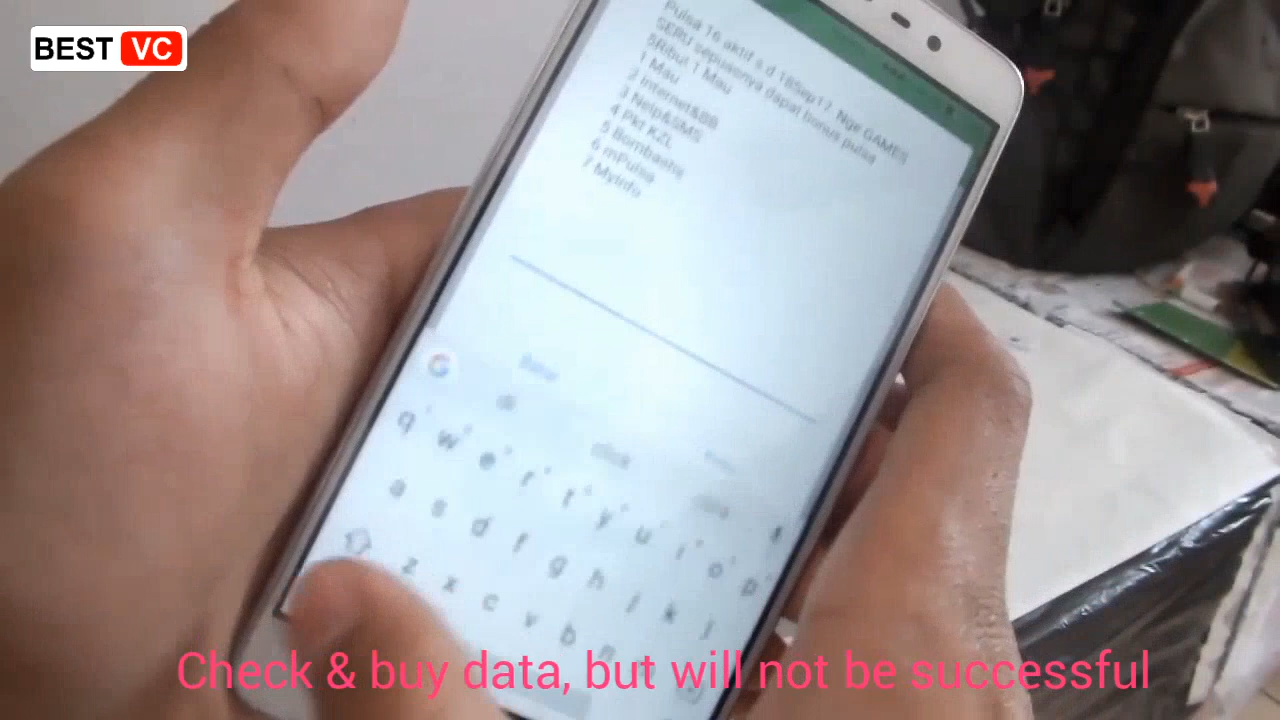 BEST VC
Pulsa 16 aktif s.d 18Sep17. Nge GAMES
SERU sepuasnya dapat bonus pulsa
5Ribu! 1 Mau
1 Mau
2 Internet&BB
3 Nelp&SMS
4 Pkt KZL
5 Bombastis
6 mPulsa
7 MyInfo
G
q w e r t y u i o p
a s d f g h j k l
z x c v b n
Check & buy data, but will not be successful